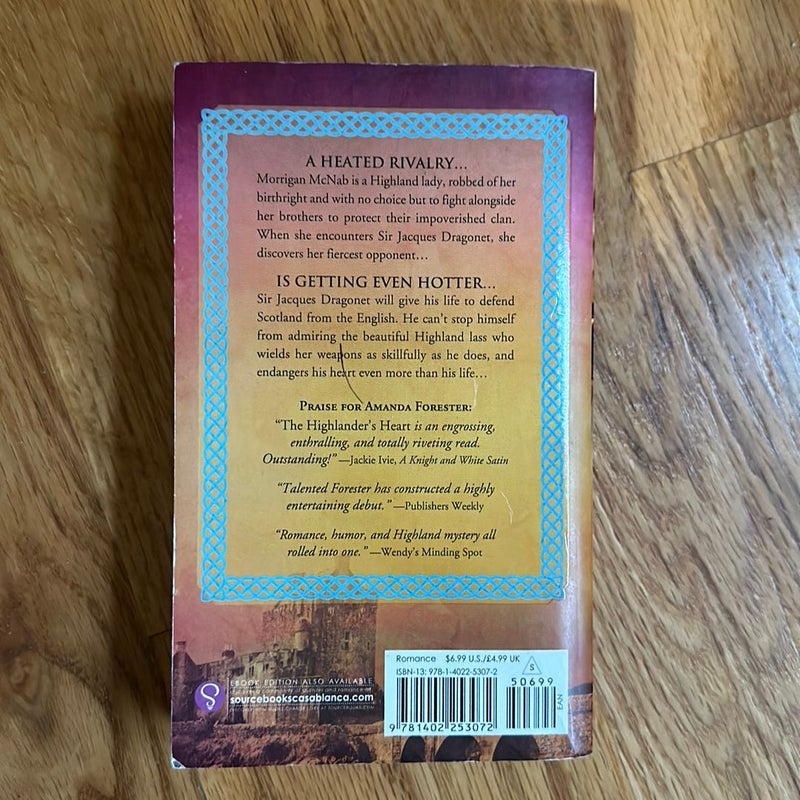 A HEATED RIVALRY...
Morrigan McNab is a Highland lady, robbed of her
birthright and with no choice but to fight alongside
her brothers to protect their impoverished clan.
When she encounters Sir Jacques Dragonet, she
discovers her fiercest opponent...
IS GETTING EVEN HOTTER...
Sir Jacques Dragonet will give his life to defend
Scotland from the English. He can't stop himself
from admiring the beautiful Highland lass who
wields her weapons as skillfully as he does, and
endangers his heart even more than his life...
PRAISE FOR AMANDA FORESTER:
"The Highlander's Heart is an engrossing,
enthralling, and totally riveting read.
Outstanding!" —Jackie Ivie, A Knight and White Satin
"Talented Forester has constructed a highly
entertaining debut." —Publishers Weekly
"Romance, humor, and Highland mystery all
rolled into one." —Wendy's Minding Spot
EBOOK EDITION ALSO AVAILABLE
sourcebookscasablanca.com
Romance $6.99 U.S./£4.99 UK
ISBN-13: 978-1-4022-5307-2
S
50699
EAN
9 781402 253072